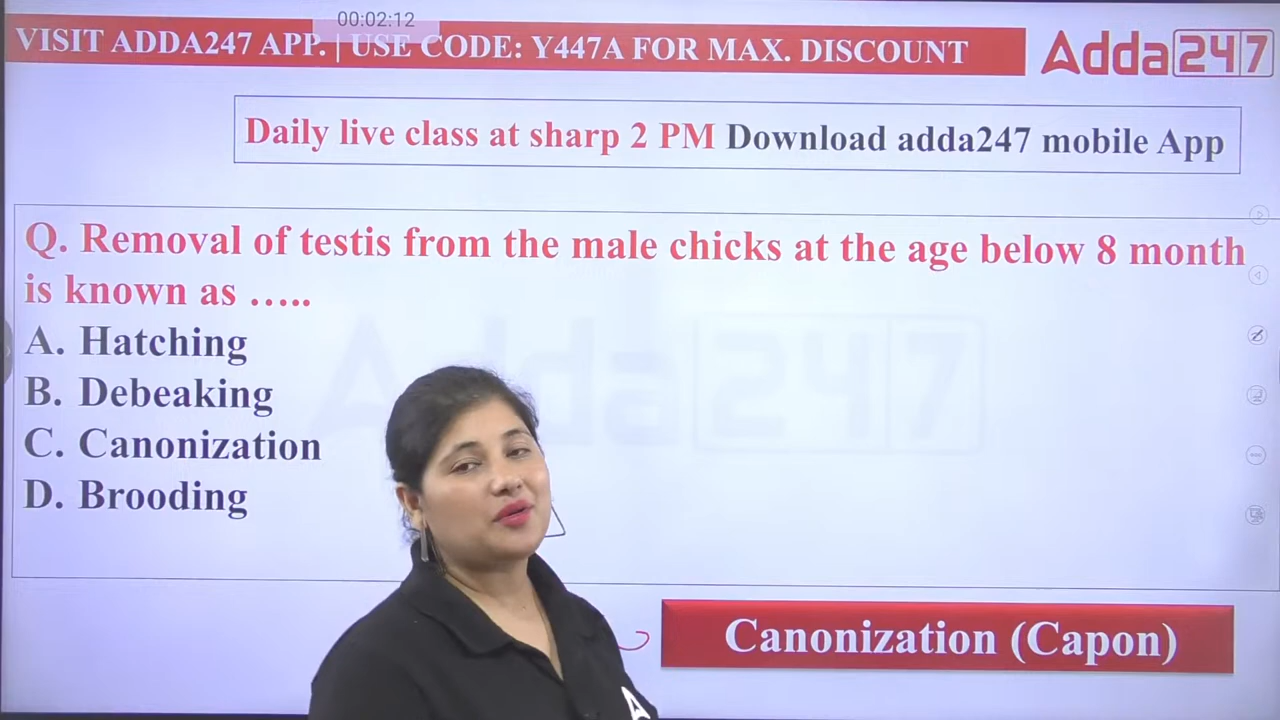 00:02:12
VISIT ADDA247 APP. | USE CODE: Y447A FOR MAX. DISCOUNT
Adda247
Daily live class at sharp 2 PM Download adda247 mobile App
Q. Removal of testis from the male chicks at the age below 8 month
is known as …..
A. Hatching
B. Debeaking
C. Canonization
D. Brooding
Adda247
Canonization (Capon)